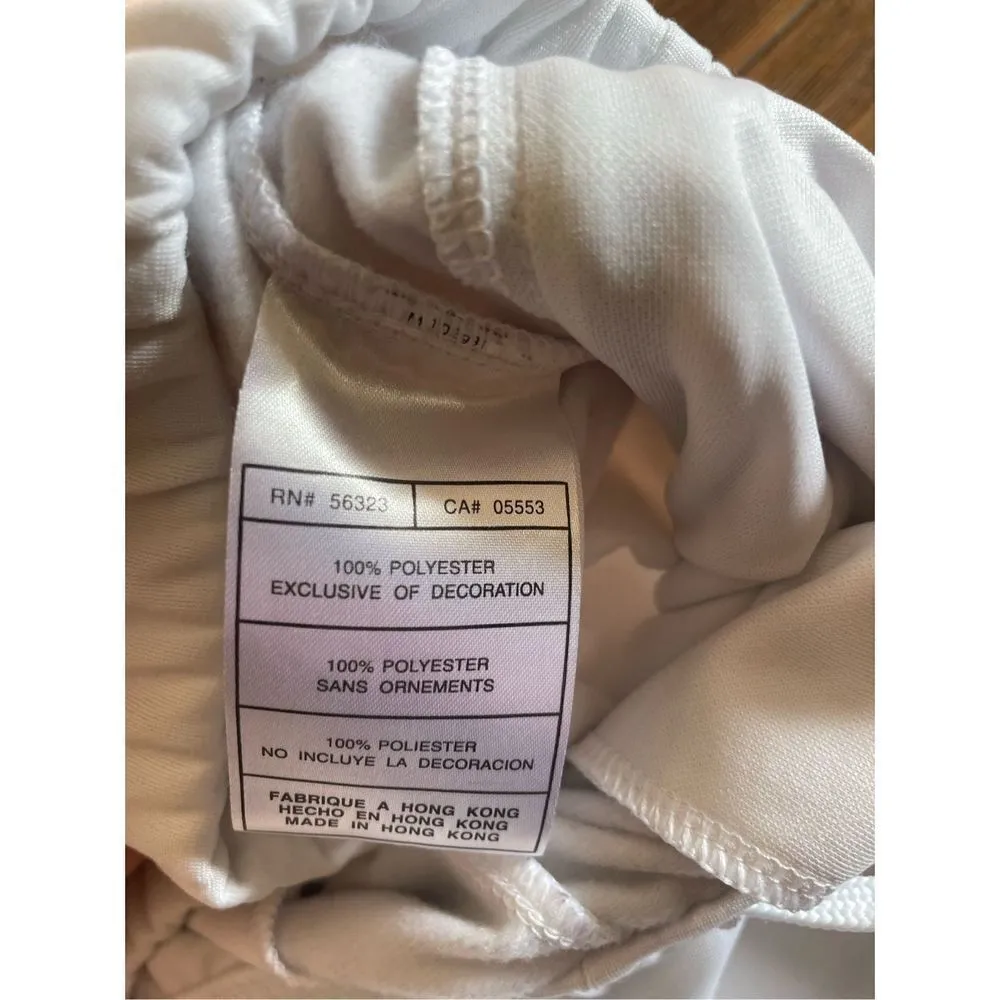 RN# 56323
CA# 05553
100% POLYESTER
EXCLUSIVE OF DECORATION
100% POLYESTER
SANS ORNEMENTS
100% POLIESTER
NO INCLUYE LA DECORACION
FABRIQUE A HONG KONG
HECHO EN HONG KONG
MADE IN HONG KONG